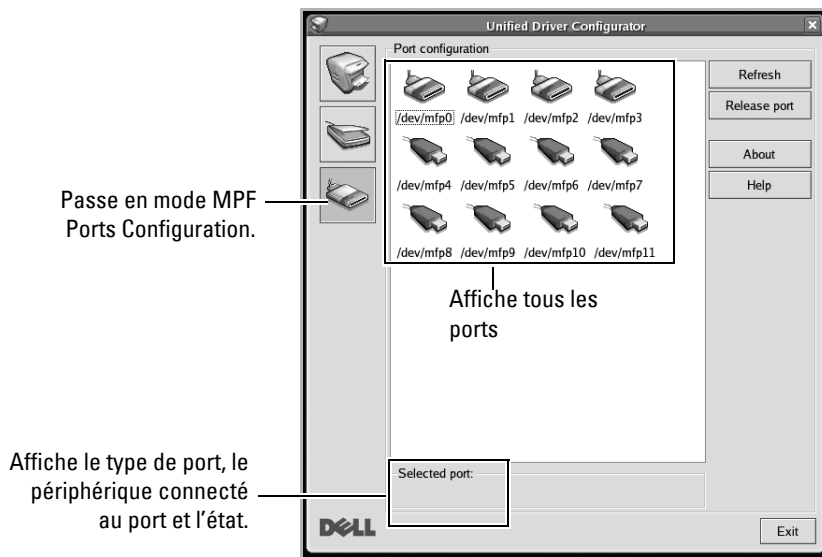 Unified Driver Configurator
Port configuration
/dev/mfp0 /dev/mfp1 /dev/mfp2 /dev/mfp3
/dev/mfp4 /dev/mfp5 /dev/mfp6 /dev/mfp7
/dev/mfp8 /dev/mfp9 /dev/mfp10 /dev/mfp11
Refresh
Release port
About
Help
Passe en mode MPF
Ports Configuration.
Affiche tous les
ports
Affiche le type de port, le
périphérique connecté
au port et l'état.
Selected port:
DELL
Exit